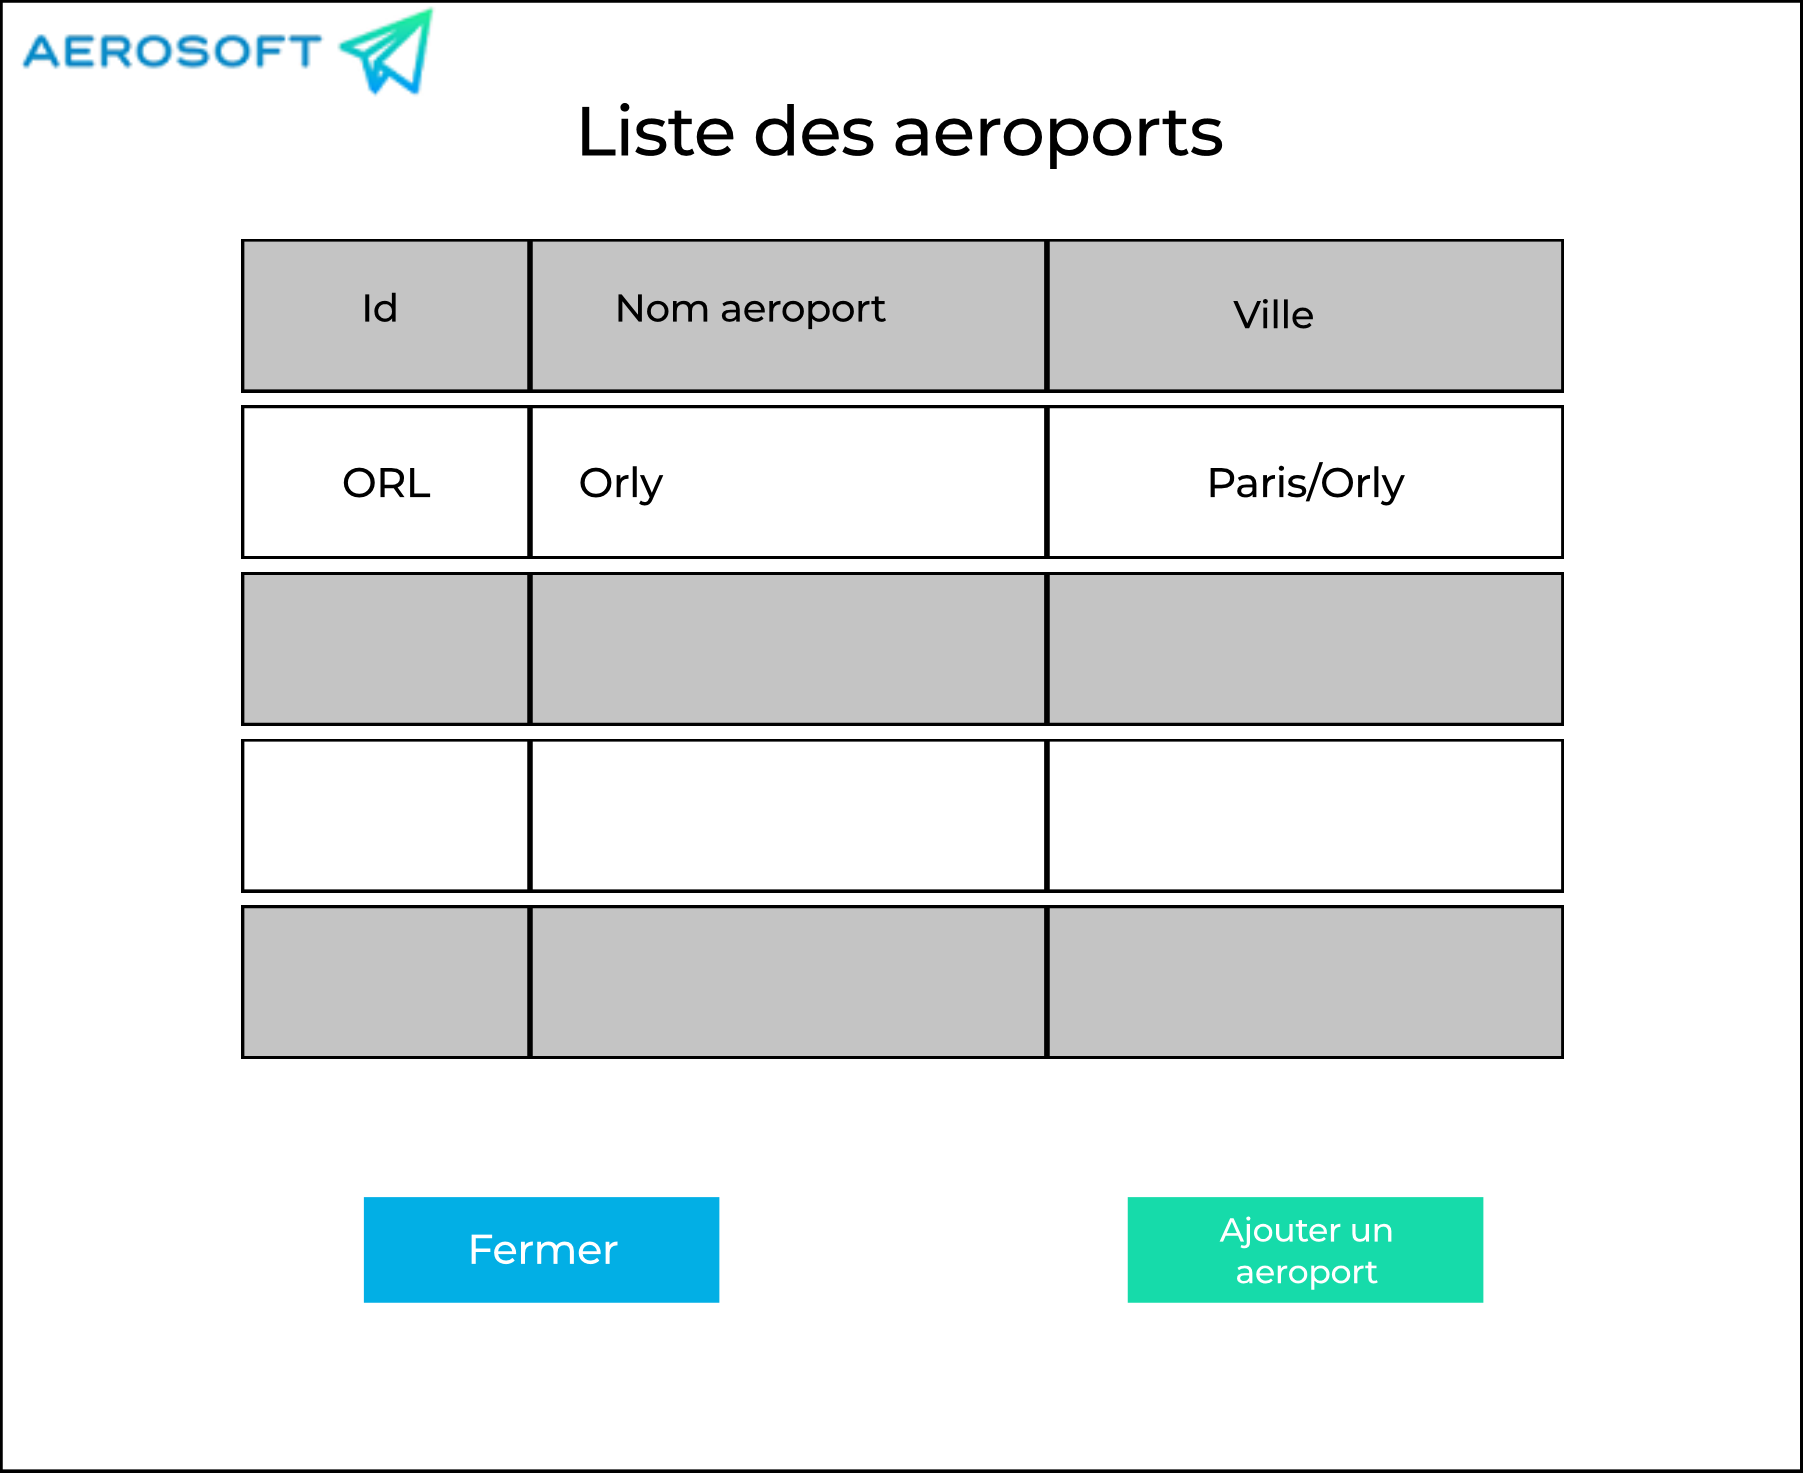 AEROSOFT
Liste des aeroports
Id Nom aeroport Ville
ORL Orly Paris/Orly
Fermer
Ajouter un
aeroport